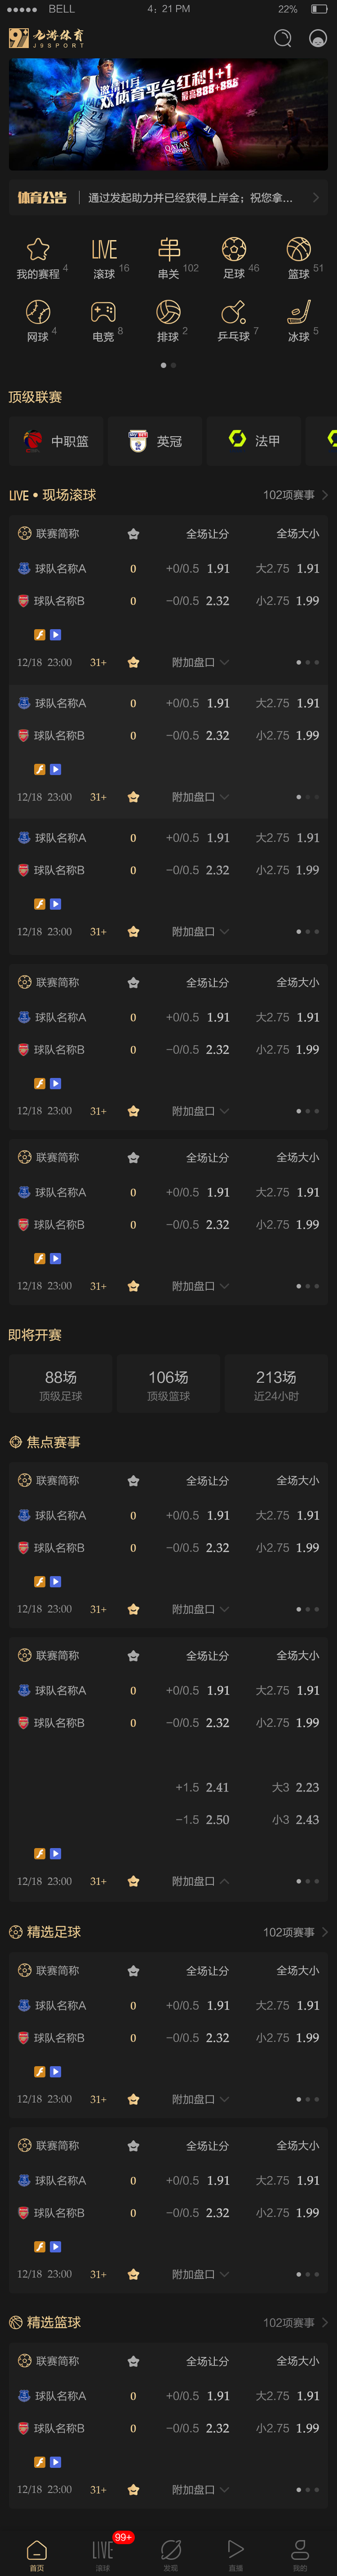 BELL 4: 21 PM 22%
九游体育
J9SPORT
邀情11月
双体育平台红利1+1
最高888+888
体育公告 通过发起助力并已经获得上岸金；祝您拿...
我的赛程 4 滚球 16 串关 102 足球 46 篮球 51
网球 4 电竞 8 排球 2 乒乓球 7 冰球 5
顶级联赛
中职篮 英冠 法甲
LIVE • 现场滚球 102项赛事
联赛简称 全场让分 全场大小
球队名称A 0 +0/0.5 1.91 大2.75 1.91
球队名称B 0 -0/0.5 2.32 小2.75 1.99
12/18 23:00 31+ 附加盘口
球队名称A 0 +0/0.5 1.91 大2.75 1.91
球队名称B 0 -0/0.5 2.32 小2.75 1.99
12/18 23:00 31+ 附加盘口
球队名称A 0 +0/0.5 1.91 大2.75 1.91
球队名称B 0 -0/0.5 2.32 小2.75 1.99
12/18 23:00 31+ 附加盘口
联赛简称 全场让分 全场大小
球队名称A 0 +0/0.5 1.91 大2.75 1.91
球队名称B 0 -0/0.5 2.32 小2.75 1.99
12/18 23:00 31+ 附加盘口
联赛简称 全场让分 全场大小
球队名称A 0 +0/0.5 1.91 大2.75 1.91
球队名称B 0 -0/0.5 2.32 小2.75 1.99
12/18 23:00 31+ 附加盘口
即将开赛
88场 106场 213场
顶级足球 顶级篮球 近24小时
焦点赛事
联赛简称 全场让分 全场大小
球队名称A 0 +0/0.5 1.91 大2.75 1.91
球队名称B 0 -0/0.5 2.32 小2.75 1.99
12/18 23:00 31+ 附加盘口
联赛简称 全场让分 全场大小
球队名称A 0 +0/0.5 1.91 大2.75 1.91
球队名称B 0 -0/0.5 2.32 小2.75 1.99
+1.5 2.41 大3 2.23
-1.5 2.50 小3 2.43
12/18 23:00 31+ 附加盘口
精选足球 102项赛事
联赛简称 全场让分 全场大小
球队名称A 0 +0/0.5 1.91 大2.75 1.91
球队名称B 0 -0/0.5 2.32 小2.75 1.99
12/18 23:00 31+ 附加盘口
联赛简称 全场让分 全场大小
球队名称A 0 +0/0.5 1.91 大2.75 1.91
球队名称B 0 -0/0.5 2.32 小2.75 1.99
12/18 23:00 31+ 附加盘口
精选篮球 102项赛事
联赛简称 全场让分 全场大小
球队名称A 0 +0/0.5 1.91 大2.75 1.91
球队名称B 0 -0/0.5 2.32 小2.75 1.99
12/18 23:00 31+ 附加盘口
LIVE 99+
首页 滚球 发现 直播 我的